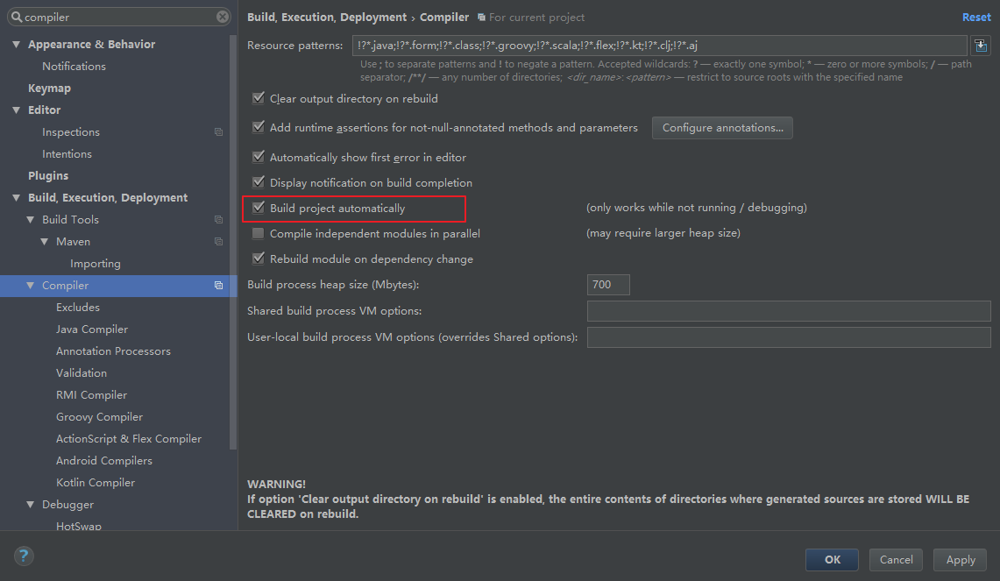 compiler
Appearance & Behavior
Notifications
Keymap
Editor
Inspections
Intentions
Plugins
Build, Execution, Deployment
Build Tools
Maven
Importing
Compiler
Excludes
Java Compiler
Annotation Processors
Validation
RMI Compiler
Groovy Compiler
ActionScript & Flex Compiler
Android Compilers
Kotlin Compiler
Debugger
HotSwap
Build, Execution, Deployment › Compiler For current project Reset
Resource patterns: !?*.java;!?*.form;!?*.class;!?*.groovy;!?*.scala;!?*.flex;!?*.kt;!?*.clj;!?*.aj
Use ; to separate patterns and ! to negate a pattern. Accepted wildcards: ? — exactly one symbol; * — zero or more symbols; / — path
separator; /**/ — any number of directories; <dir_name>:<pattern> — restrict to source roots with the specified name
Clear output directory on rebuild
Add runtime assertions for not-null-annotated methods and parameters Configure annotations...
Automatically show first error in editor
Display notification on build completion
Build project automatically (only works while not running / debugging)
Compile independent modules in parallel (may require larger heap size)
Rebuild module on dependency change
Build process heap size (Mbytes): 700
Shared build process VM options:
User-local build process VM options (overrides Shared options):
WARNING!
If option 'Clear output directory on rebuild' is enabled, the entire contents of directories where generated sources are stored WILL BE
CLEARED on rebuild.
? OK Cancel Apply